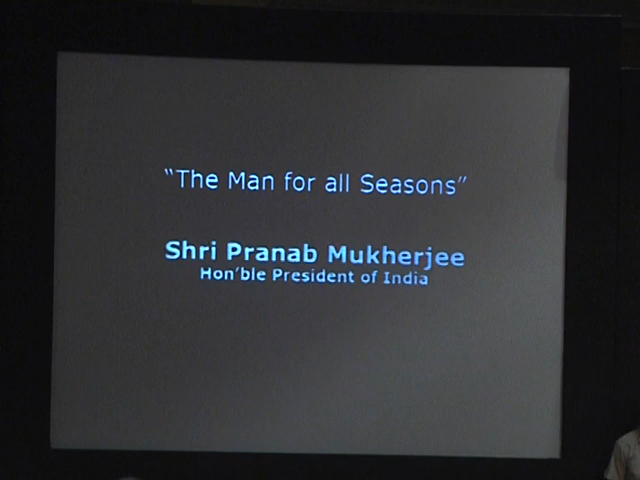 “The Man for all Seasons”
Shri Pranab Mukherjee
Hon’ble President of India